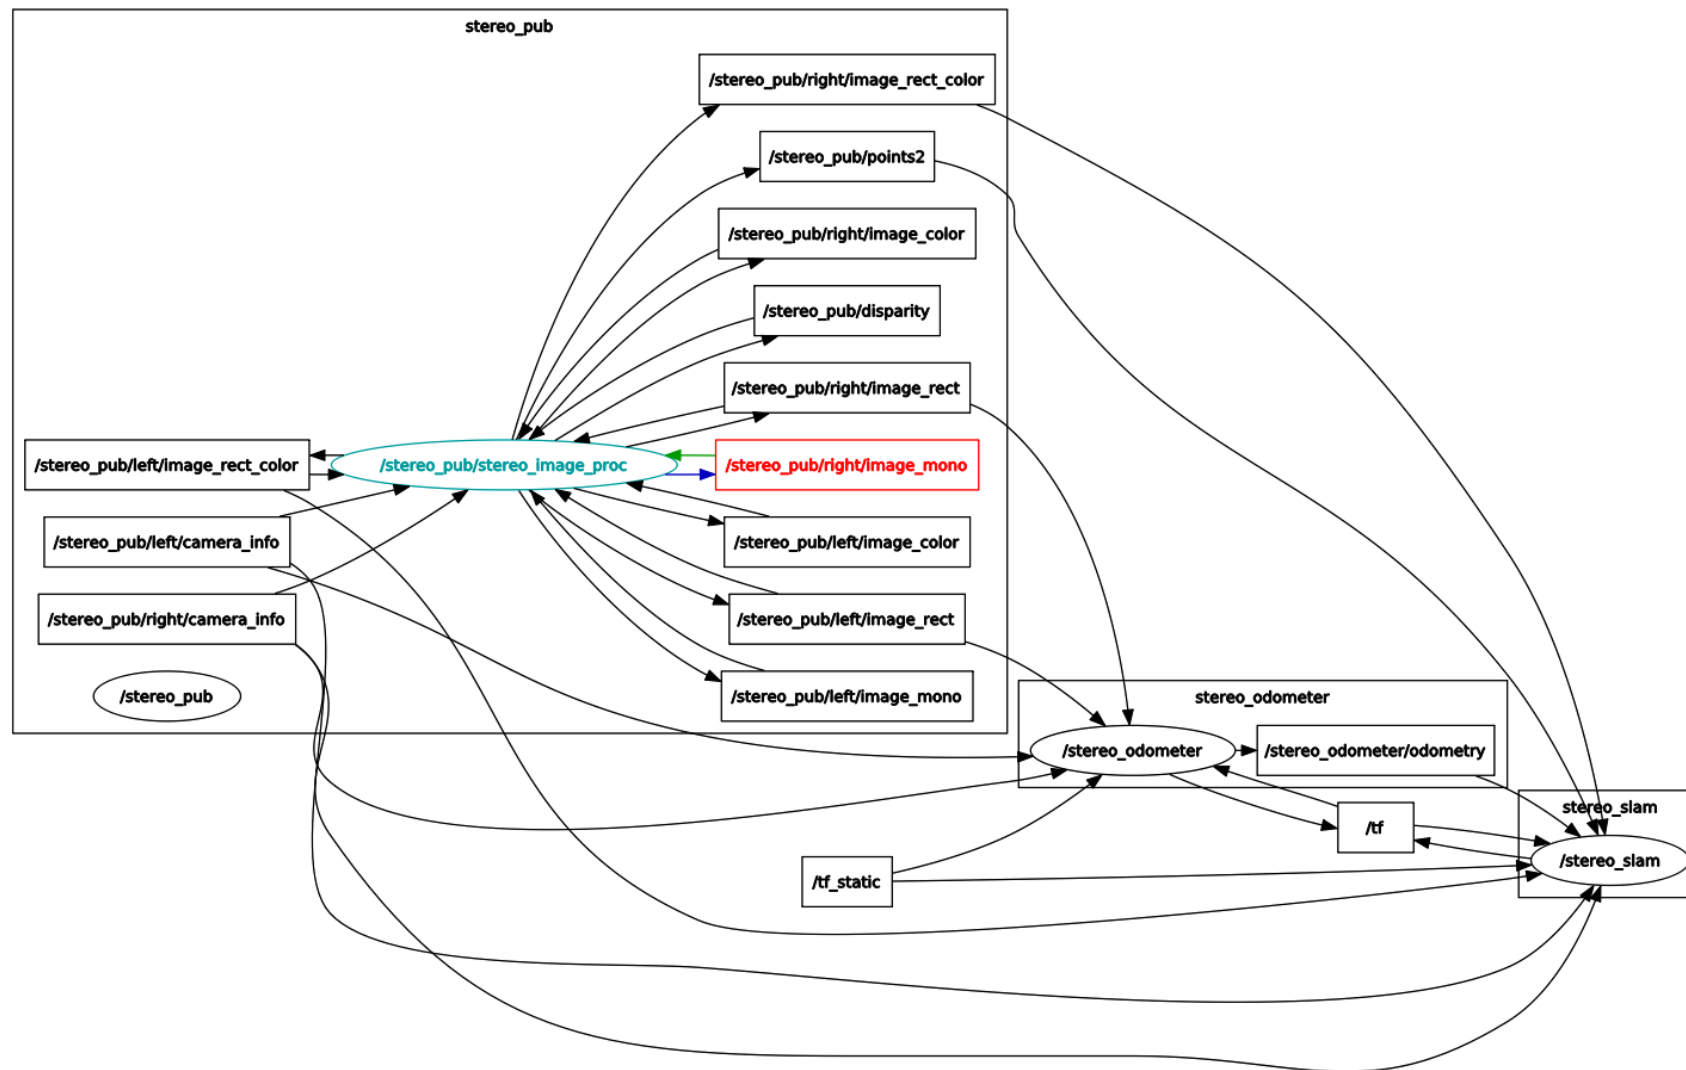 stereo_pub
/stereo_pub/right/image_rect_color
/stereo_pub/points2
/stereo_pub/right/image_color
/stereo_pub/disparity
/stereo_pub/right/image_rect
/stereo_pub/left/image_rect_color
/stereo_pub/stereo_image_proc
/stereo_pub/right/image_mono
/stereo_pub/left/camera_info
/stereo_pub/left/image_color
/stereo_pub/right/camera_info
/stereo_pub/left/image_rect
/stereo_pub
/stereo_pub/left/image_mono
stereo_odometer
/stereo_odometer
/stereo_odometer/odometry
stereo_slam
/tf
/stereo_slam
/tf_static